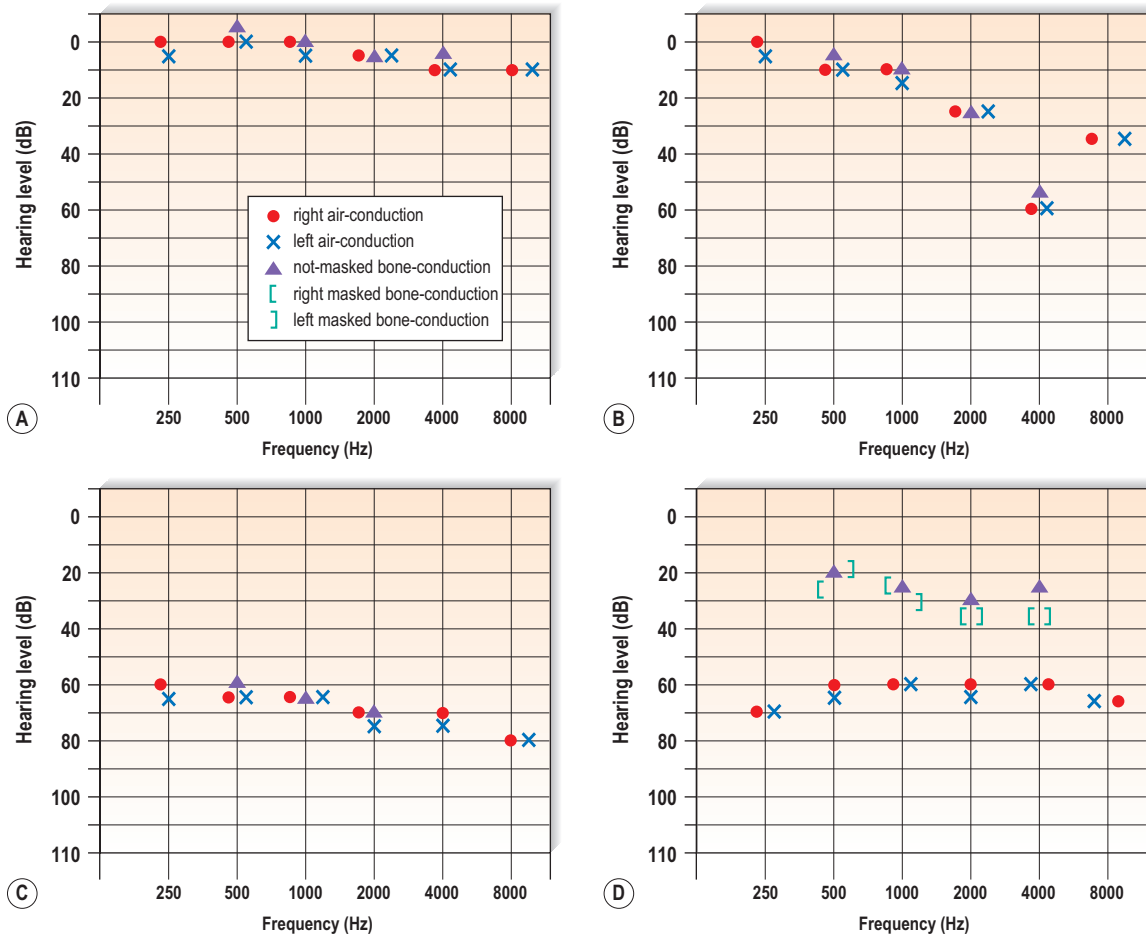 Hearing level (dB)
0
20
40
60
80
100
110
right air-conduction
left air-conduction
not-masked bone-conduction
right masked bone-conduction
left masked bone-conduction
250 500 1000 2000 4000 8000
Frequency (Hz)
A
Hearing level (dB)
0
20
40
60
80
100
110
250 500 1000 2000 4000 8000
Frequency (Hz)
B
Hearing level (dB)
0
20
40
60
80
100
110
250 500 1000 2000 4000 8000
Frequency (Hz)
C
Hearing level (dB)
0
20
40
60
80
100
110
250 500 1000 2000 4000 8000
Frequency (Hz)
D